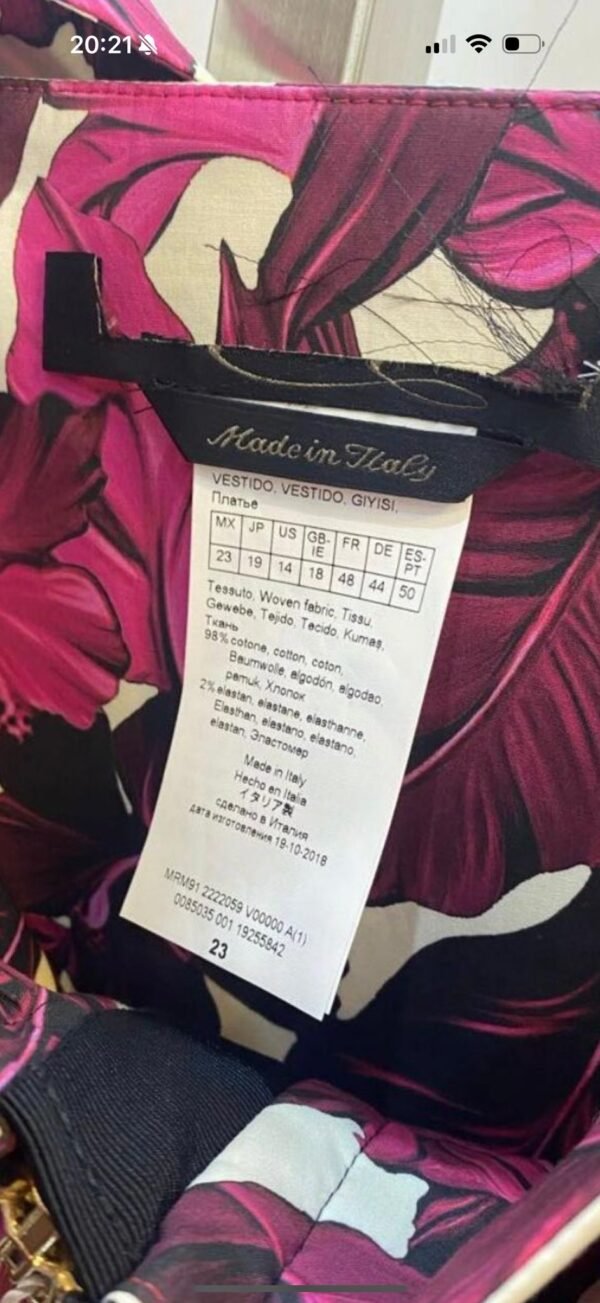 20:21
Made in Italy
VESTIDO, VESTIDO, GIYISI,
Платье
MX JP US GB-IE FR DE ES-PT
23 19 14 18 48 44 50
Tessuto, Woven fabric, Tissu,
Gewebe, Tejido, Tecido, Kumaş,
Ткань
98% cotone, cotton, coton,
Baumwolle, algodón, algodao,
pamuk, Хлопок
2% elastan, elastane, elasthanne,
Elasthan, elastano, elastano,
elastan, Эластомер
Made in Italy
Hecho en Italia
イタリア製
сделано в Италия
дата изготовления 19-10-2018
MRM91 2222059 V00000 A(1)
0085035 001 19255842
23